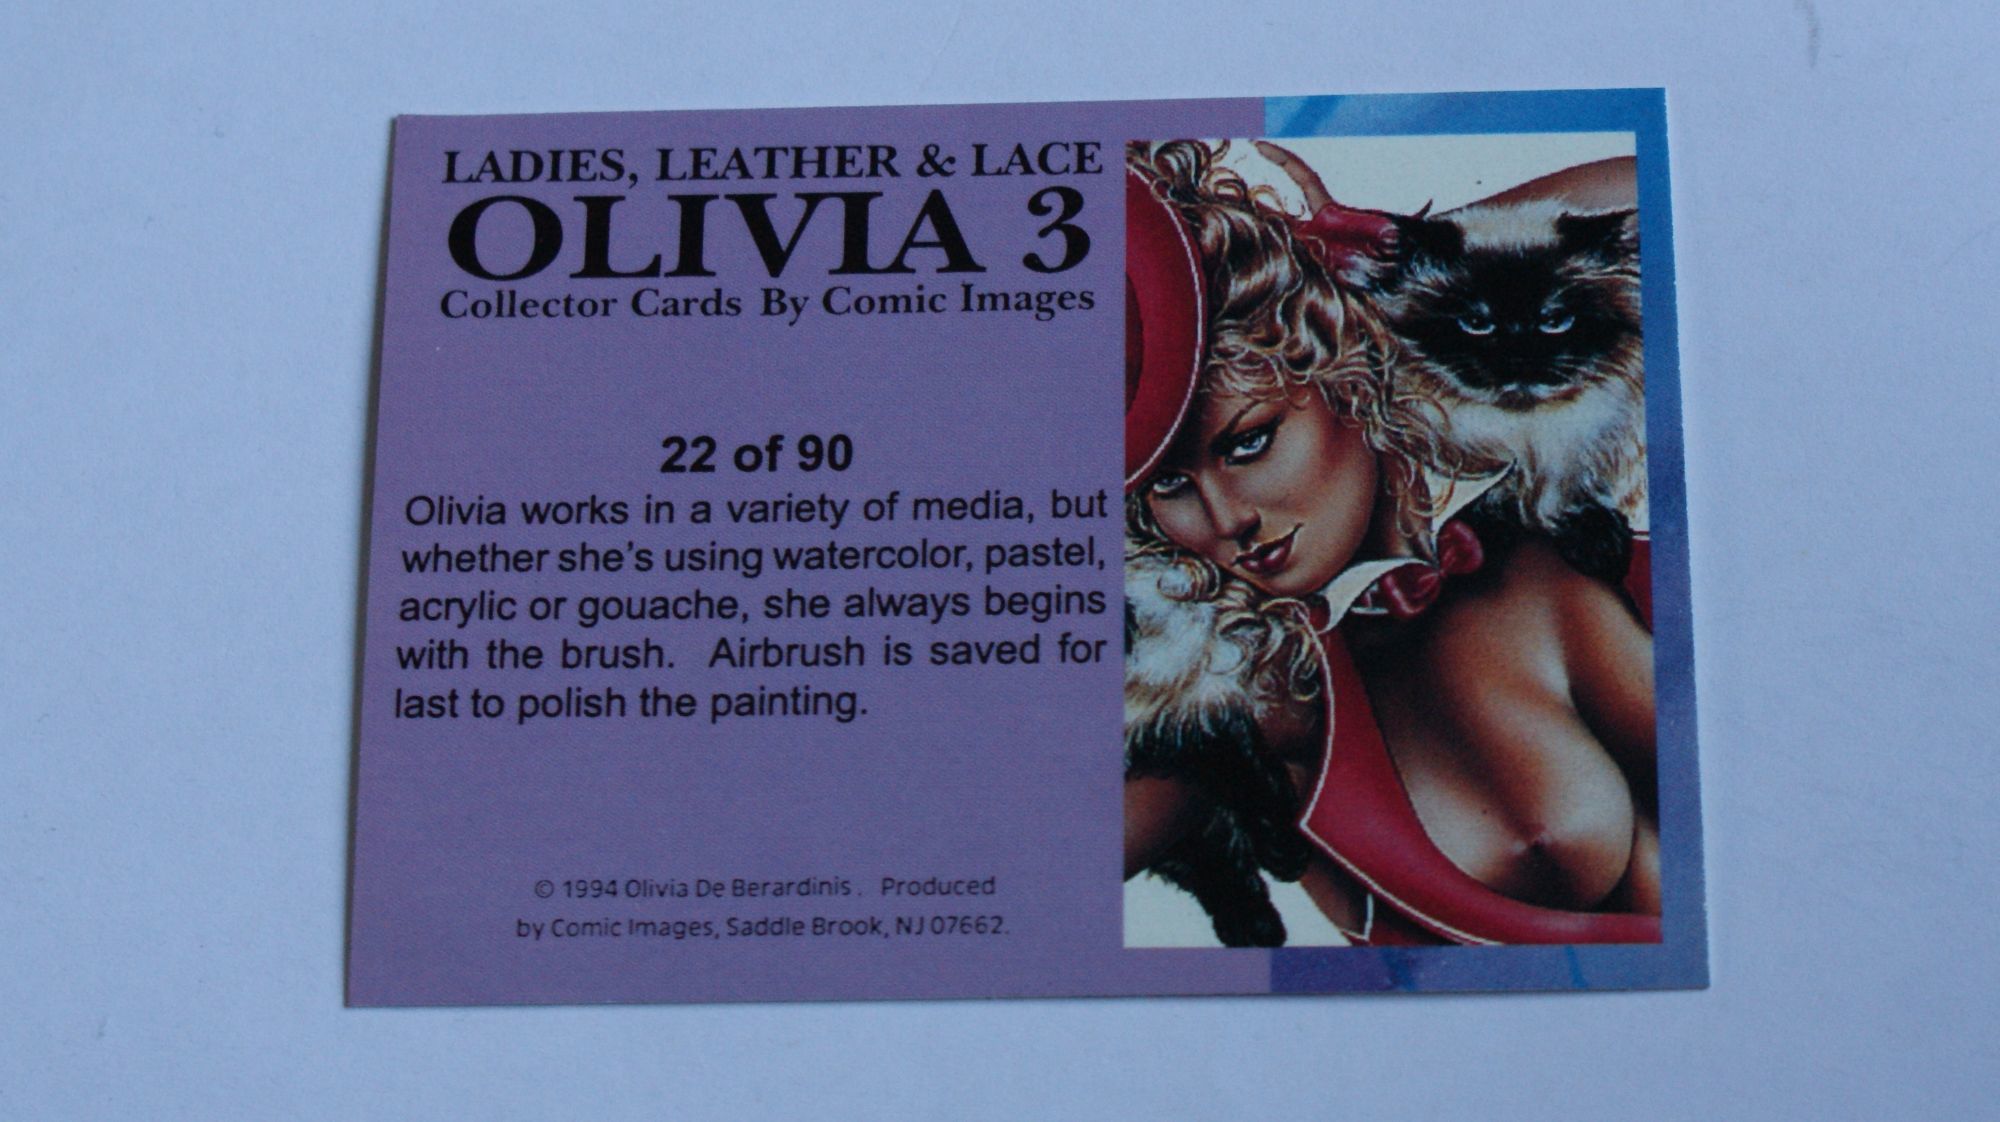 LADIES, LEATHER & LACE
OLIVIA 3
Collector Cards By Comic Images
22 of 90
Olivia works in a variety of media, but
whether she's using watercolor, pastel,
acrylic or gouache, she always begins
with the brush. Airbrush is saved for
last to polish the painting.
© 1994 Olivia De Berardinis. Produced
by Comic Images, Saddle Brook, NJ 07662.